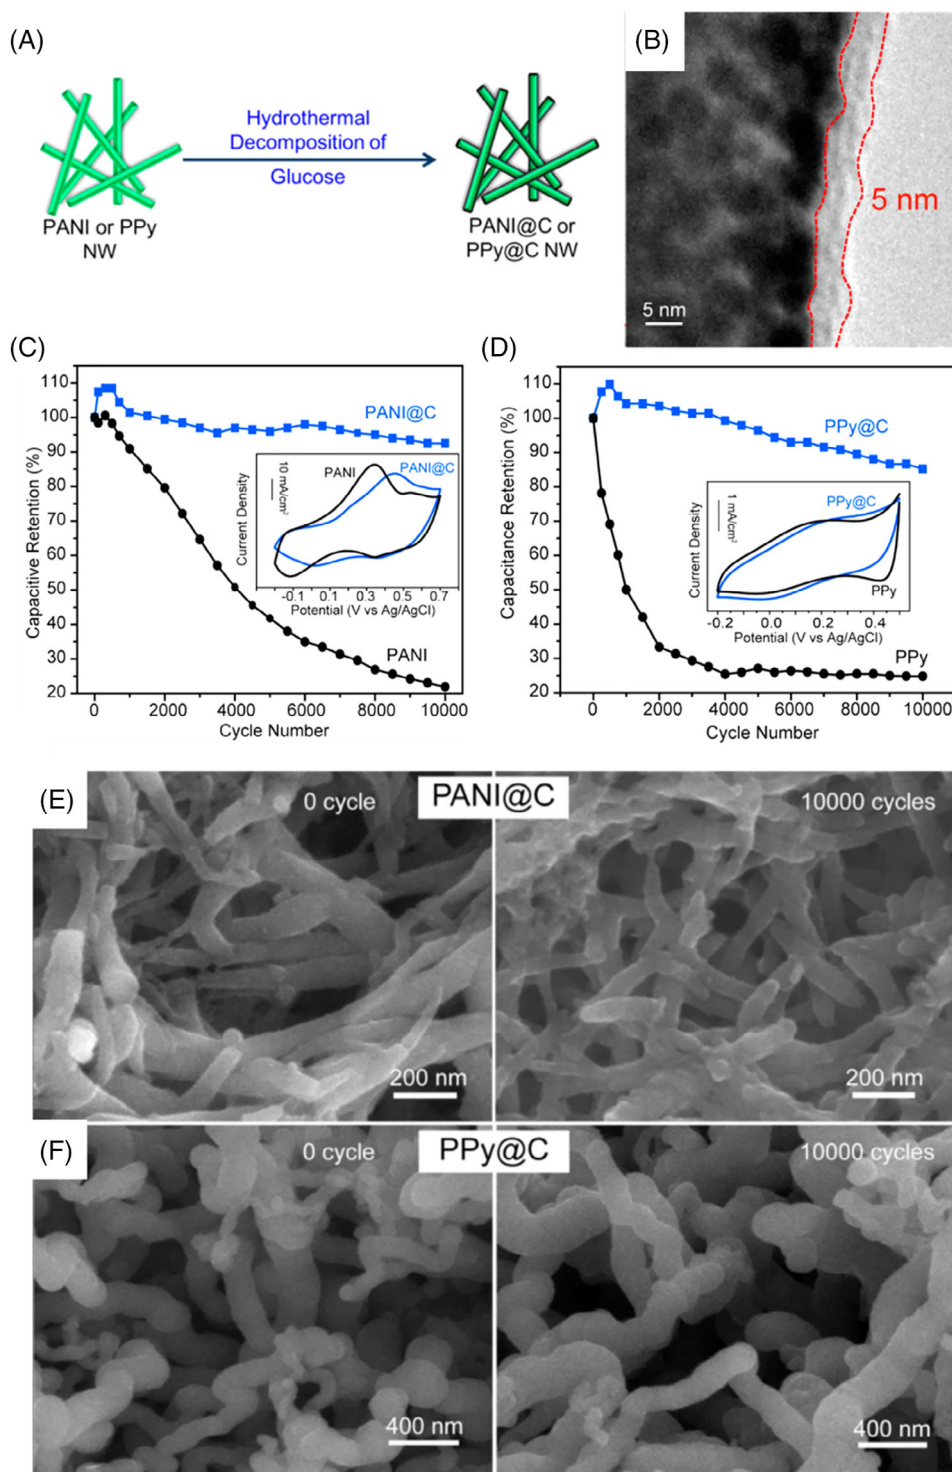 (A)
Hydrothermal
Decomposition of
Glucose
PANI or PPy
NW
PANI@C or
PPy@C NW
(B)
5 nm
5 nm
(C)
Capacitive Retention (%)
110
100
90
80
70
60
50
40
30
20
0 2000 4000 6000 8000 10000
Cycle Number
PANI@C
PANI
Current Density
10 mA/cm²
PANI
PANI@C
-0.1 0.1 0.3 0.5 0.7
Potential (V vs Ag/AgCl)
(D)
Capacitance Retention (%)
110
100
90
80
70
60
50
40
30
20
0 2000 4000 6000 8000 10000
Cycle Number
PPy@C
PPy
Current Density
1 mA/cm²
PPy@C
PPy
-0.2 0.0 0.2 0.4
Potential (V vs Ag/AgCl)
(E)
0 cycle
PANI@C
10000 cycles
200 nm
200 nm
(F)
0 cycle
PPy@C
10000 cycles
400 nm
400 nm